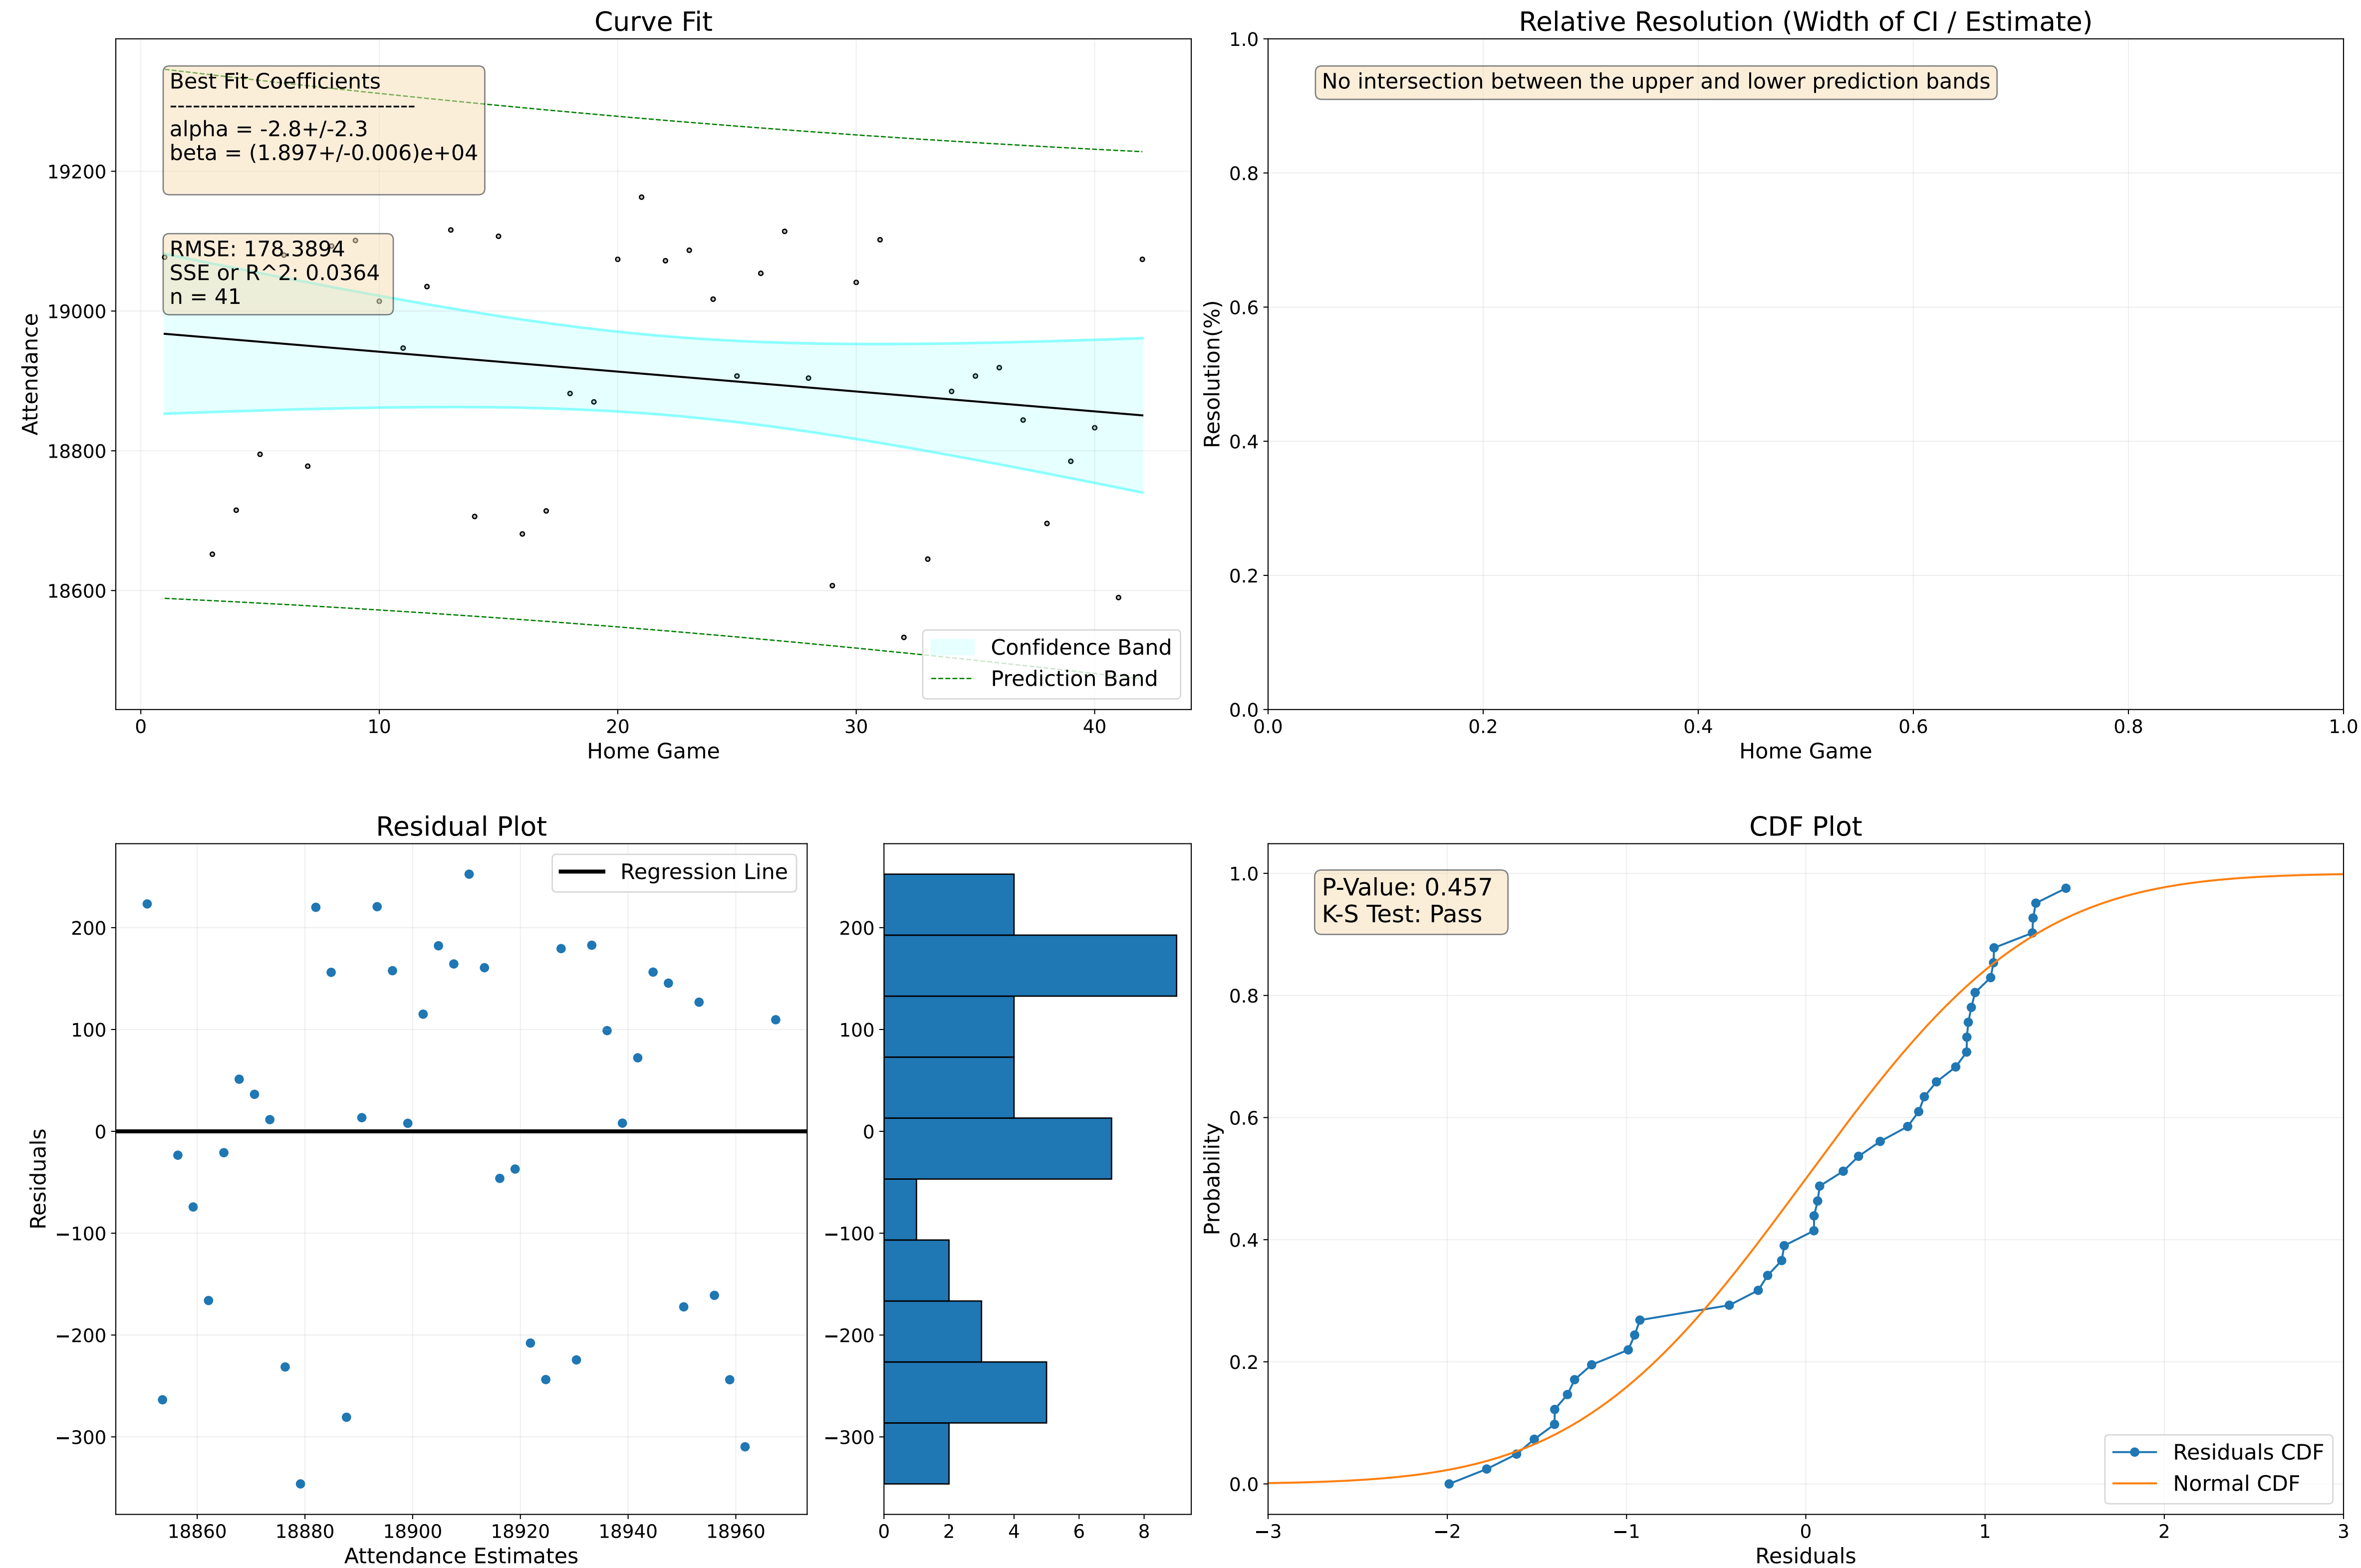 Curve Fit
Best Fit Coefficients
----------------------------
alpha = -2.8+/-2.3
beta = (1.897+/-0.006)e+04
RMSE: 178.3894
SSE or R^2: 0.0364
n = 41
Attendance
19200
19000
18800
18600
0 10 20 30 40
Home Game
Confidence Band
Prediction Band
Relative Resolution (Width of CI / Estimate)
No intersection between the upper and lower prediction bands
Resolution(%)
1.0
0.8
0.6
0.4
0.2
0.0
0.0 0.2 0.4 0.6 0.8 1.0
Home Game
Residual Plot
Regression Line
Residuals
200
100
0
−100
−200
−300
18860 18880 18900 18920 18940 18960
Attendance Estimates
200
100
0
−100
−200
−300
0 2 4 6 8
CDF Plot
P-Value: 0.457
K-S Test: Pass
Probability
1.0
0.8
0.6
0.4
0.2
0.0
−3 −2 −1 0 1 2 3
Residuals
Residuals CDF
Normal CDF